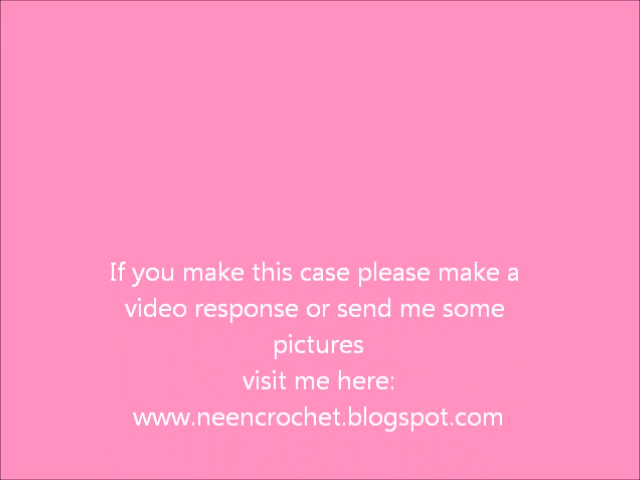 If you make this case please make a
video response or send me some
pictures
visit me here:
www.neencrochet.blogspot.com